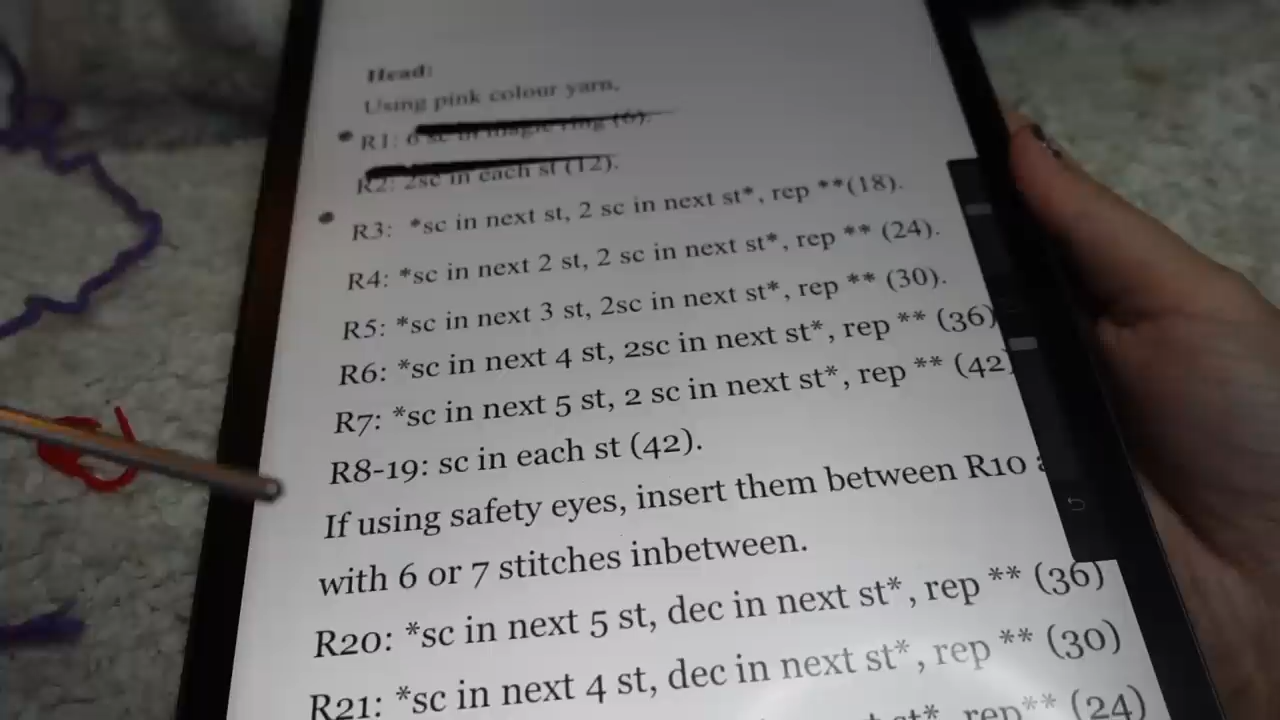 Head:
Using pink colour yarn,
R1: 6 sc in magic ring (6).
R2: 2sc in each st (12).
R3: *sc in next st, 2 sc in next st*, rep **(18).
R4: *sc in next 2 st, 2 sc in next st*, rep ** (24).
R5: *sc in next 3 st, 2sc in next st*, rep ** (30).
R6: *sc in next 4 st, 2sc in next st*, rep ** (36)
R7: *sc in next 5 st, 2 sc in next st*, rep ** (42)
R8-19: sc in each st (42).
If using safety eyes, insert them between R10
with 6 or 7 stitches inbetween.
R20: *sc in next 5 st, dec in next st*, rep ** (36)
R21: *sc in next 4 st, dec in next st*, rep ** (30)
st*, rep** (24)